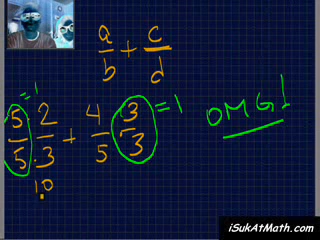 a/b + c/d
5/5 · 2/3 + 4/5 · 3/3
=1
=1
OMG!
10
iSukAtMath.com